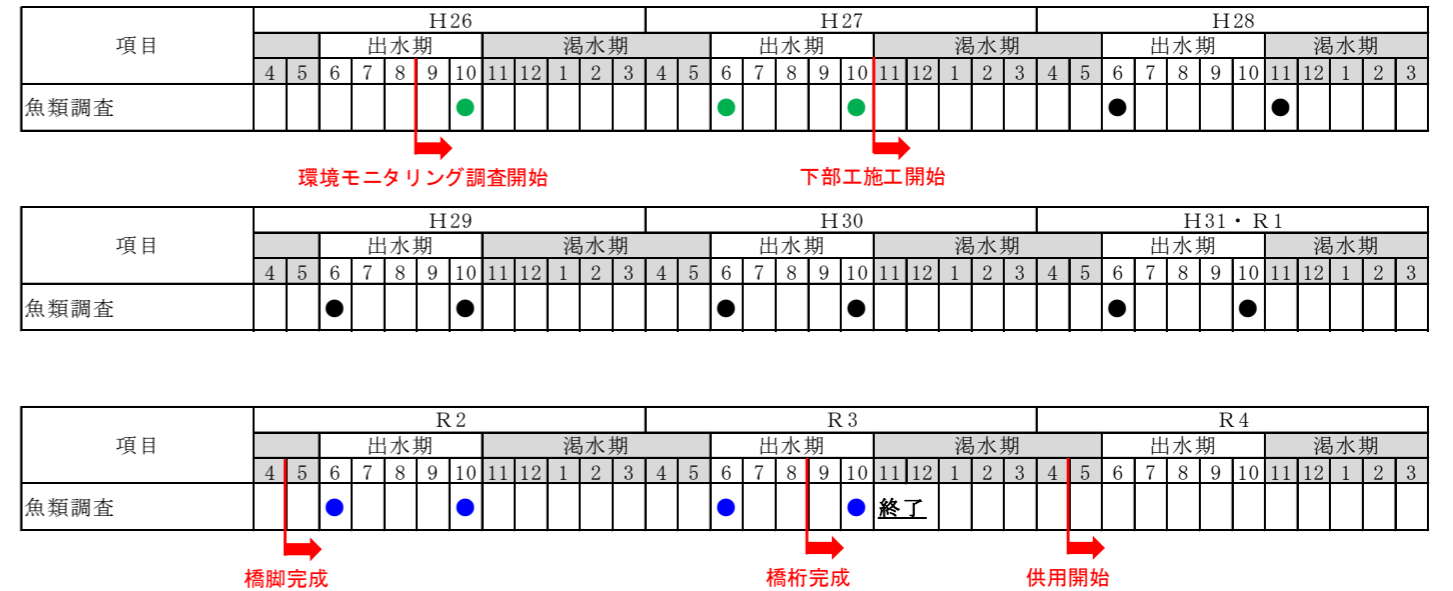 H26 H27 H28
項目 出水期 渇水期 出水期 渇水期 出水期 渇水期
4 5 6 7 8 9 10 11 12 1 2 3 4 5 6 7 8 9 10 11 12 1 2 3 4 5 6 7 8 9 10 11 12 1 2 3
魚類調査 ● ● ● ● ●
環境モニタリング調査開始 下部工施工開始
H29 H30 H31・R1
項目 出水期 渇水期 出水期 渇水期 出水期 渇水期
4 5 6 7 8 9 10 11 12 1 2 3 4 5 6 7 8 9 10 11 12 1 2 3 4 5 6 7 8 9 10 11 12 1 2 3
魚類調査 ● ● ● ● ● ●
R2 R3 R4
項目 出水期 渇水期 出水期 渇水期 出水期 渇水期
4 5 6 7 8 9 10 11 12 1 2 3 4 5 6 7 8 9 10 11 12 1 2 3 4 5 6 7 8 9 10 11 12 1 2 3
魚類調査 ● ● ● ● 終了
橋脚完成 橋桁完成 供用開始